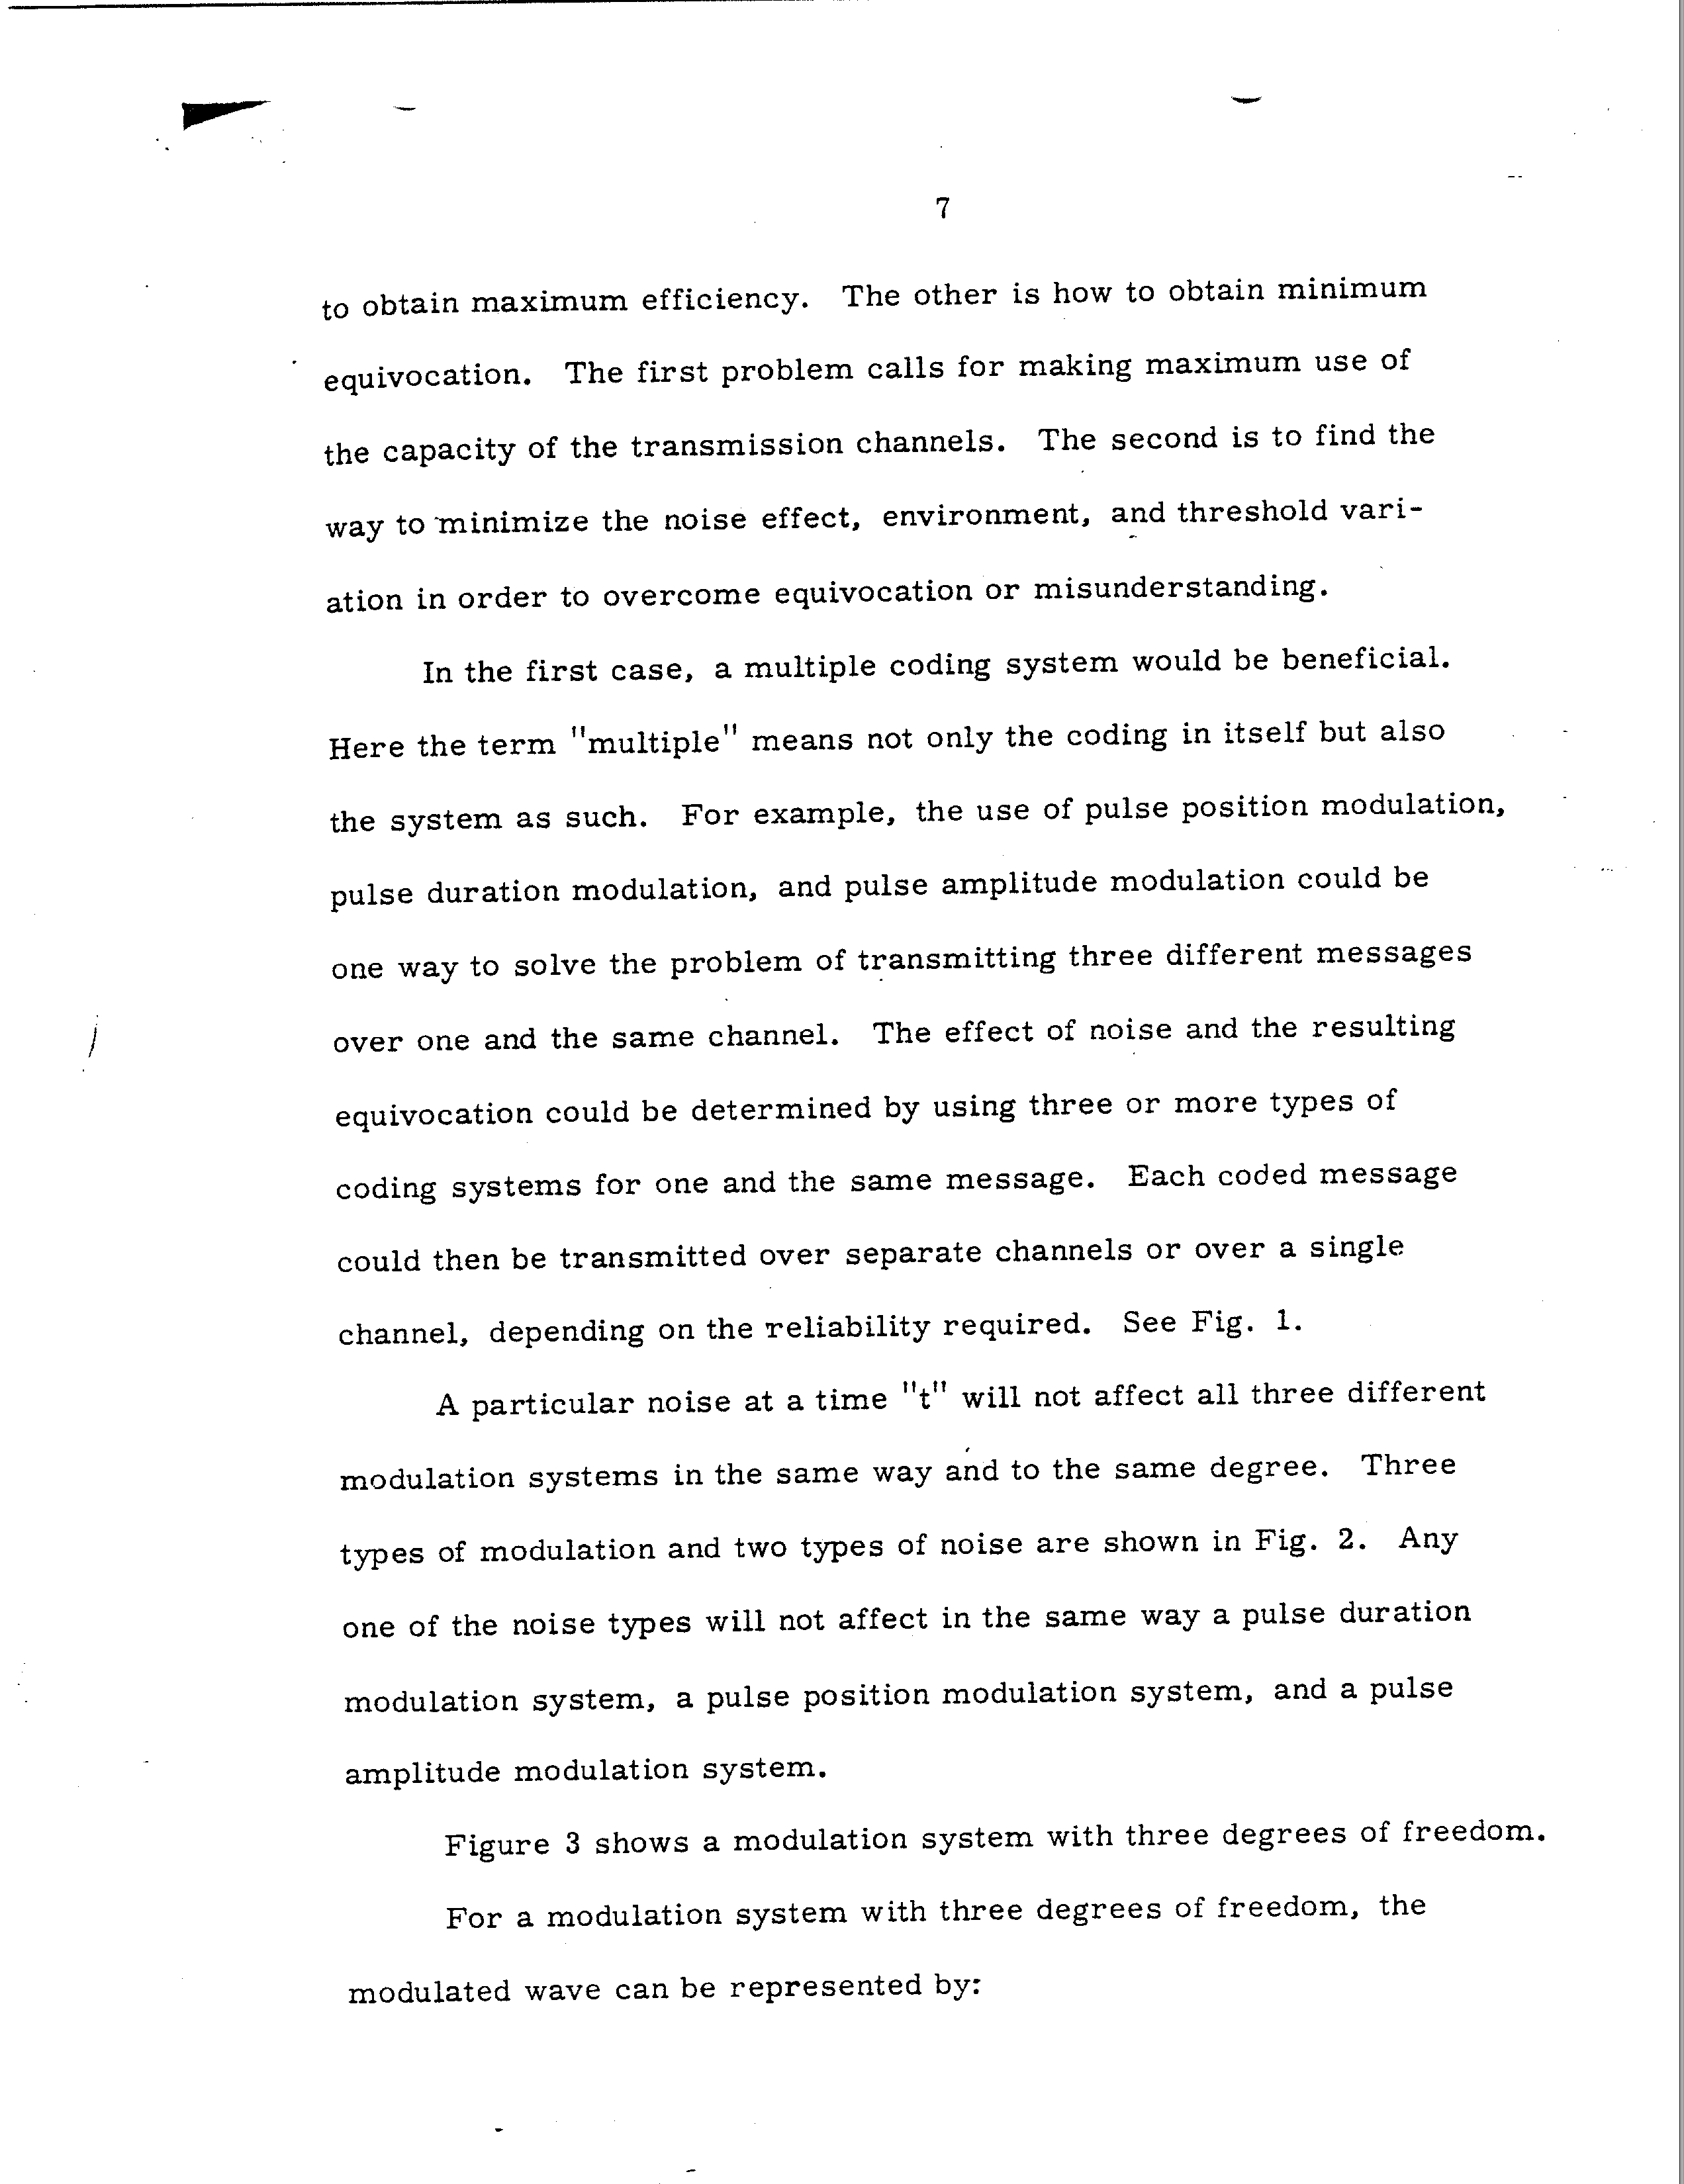 7
to obtain maximum efficiency. The other is how to obtain minimum
equivocation. The first problem calls for making maximum use of
the capacity of the transmission channels. The second is to find the
way to minimize the noise effect, environment, and threshold vari-
ation in order to overcome equivocation or misunderstanding.
In the first case, a multiple coding system would be beneficial.
Here the term "multiple" means not only the coding in itself but also
the system as such. For example, the use of pulse position modulation,
pulse duration modulation, and pulse amplitude modulation could be
one way to solve the problem of transmitting three different messages
over one and the same channel. The effect of noise and the resulting
equivocation could be determined by using three or more types of
coding systems for one and the same message. Each coded message
could then be transmitted over separate channels or over a single
channel, depending on the reliability required. See Fig. 1.
A particular noise at a time "t" will not affect all three different
modulation systems in the same way and to the same degree. Three
types of modulation and two types of noise are shown in Fig. 2. Any
one of the noise types will not affect in the same way a pulse duration
modulation system, a pulse position modulation system, and a pulse
amplitude modulation system.
Figure 3 shows a modulation system with three degrees of freedom.
For a modulation system with three degrees of freedom, the
modulated wave can be represented by: